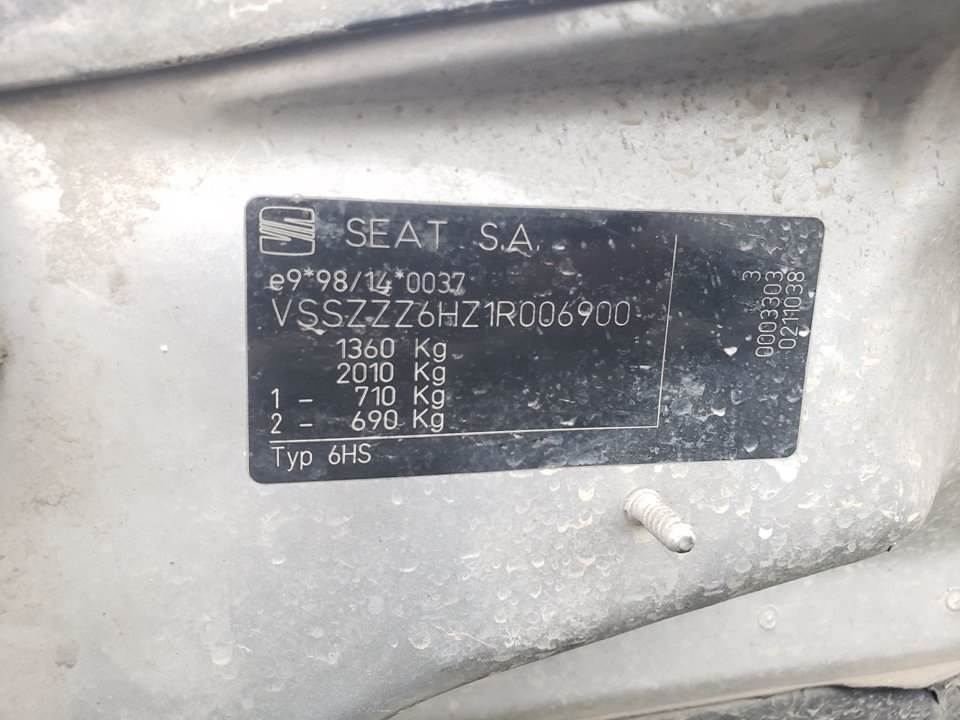 SEAT S.A.
e9*98/14*0037
VSSZZZ6HZ1R006900
1360 Kg
2010 Kg
1 - 710 Kg
2 - 690 Kg
Typ 6HS
0003303 3
0211038